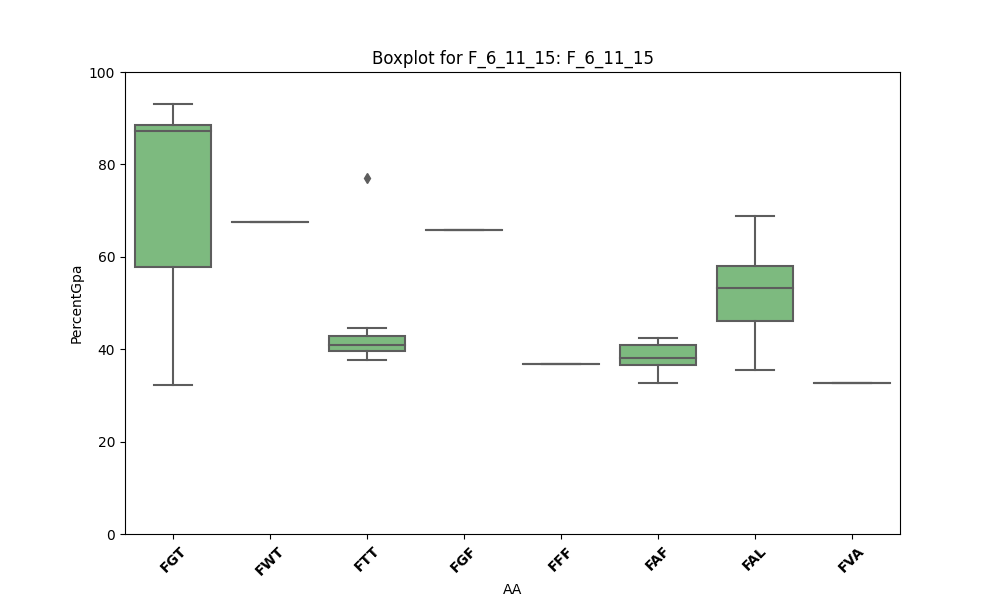 Boxplot for F_6_11_15: F_6_11_15
100
80
60
40
20
0
PercentGpa
FGT
FWT
FTT
FGF
FFF
FAF
FAL
FVA
AA